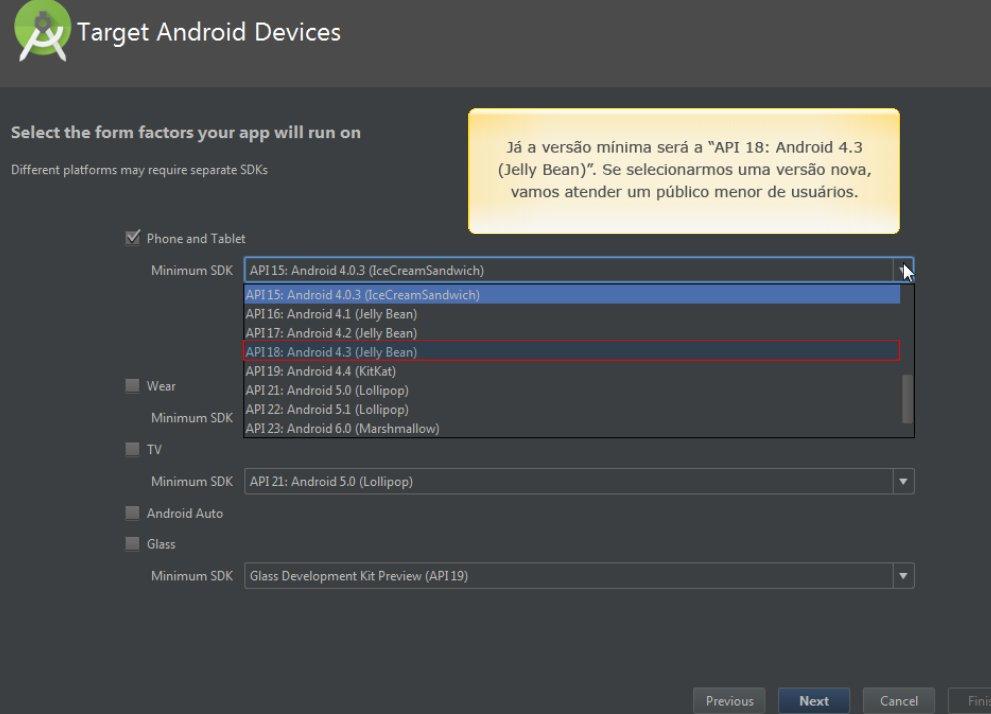 Target Android Devices
Select the form factors your app will run on
Different platforms may require separate SDKs
Já a versão mínima será a “API 18: Android 4.3
(Jelly Bean)”. Se selecionarmos uma versão nova,
vamos atender um público menor de usuários.
Phone and Tablet
Minimum SDK
API 15: Android 4.0.3 (IceCreamSandwich)
API 15: Android 4.0.3 (IceCreamSandwich)
API 16: Android 4.1 (Jelly Bean)
API 17: Android 4.2 (Jelly Bean)
API 18: Android 4.3 (Jelly Bean)
API 19: Android 4.4 (KitKat)
API 21: Android 5.0 (Lollipop)
API 22: Android 5.1 (Lollipop)
API 23: Android 6.0 (Marshmallow)
Wear
Minimum SDK
TV
Minimum SDK
API 21: Android 5.0 (Lollipop)
Android Auto
Glass
Minimum SDK
Glass Development Kit Preview (API 19)
Previous
Next
Cancel